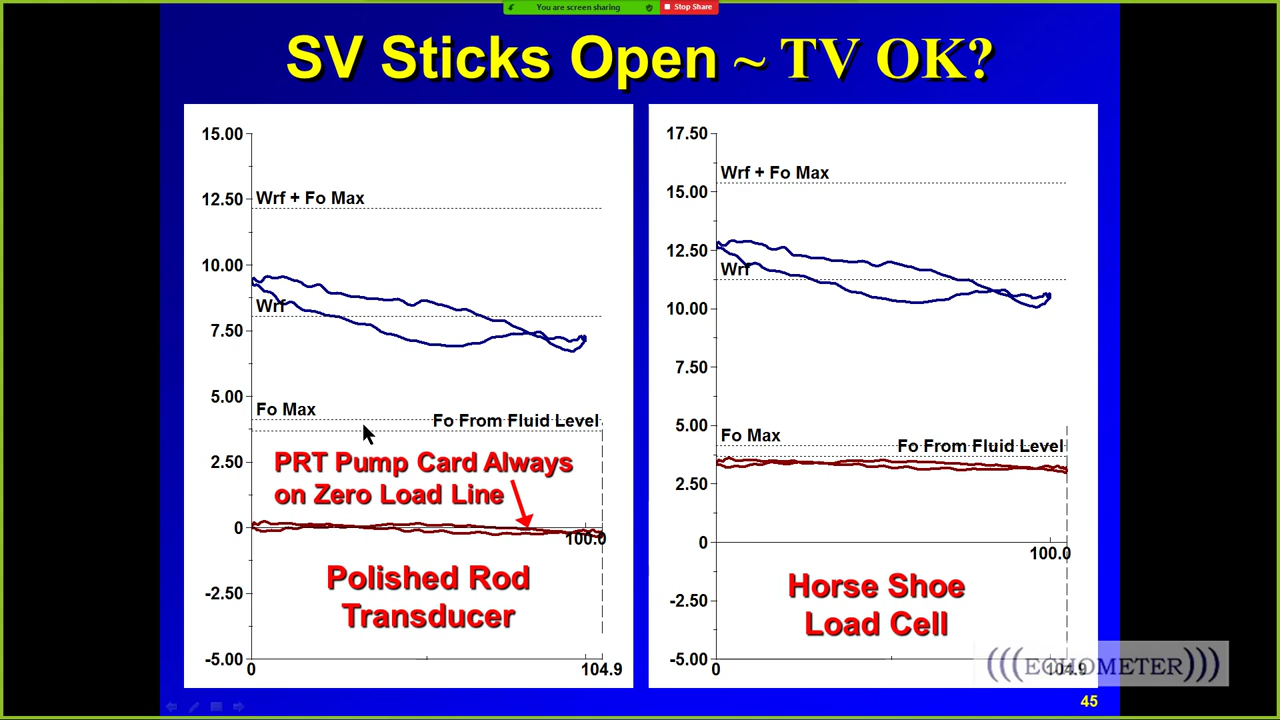 You are screen sharing
Stop Share
SV Sticks Open ~ TV OK?
15.00
12.50
10.00
7.50
5.00
2.50
0
-2.50
-5.00
Wrf + Fo Max
Wrf
Fo Max
Fo From Fluid Level
PRT Pump Card Always
on Zero Load Line
100.0
Polished Rod
Transducer
0
104.9
17.50
15.00
12.50
10.00
7.50
5.00
2.50
0
-2.50
-5.00
Wrf + Fo Max
Wrf
Fo Max
Fo From Fluid Level
100.0
Horse Shoe
Load Cell
0
104.9
(((ECHOMETER)))
45